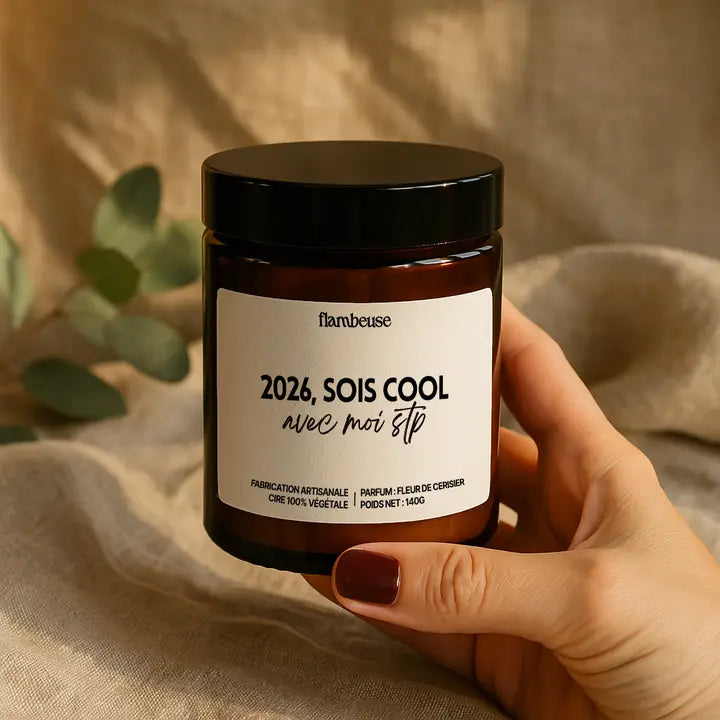 flambeuse
2026, SOIS COOL
avec moi stp
FABRICATION ARTISANALE | PARFUM : FLEUR DE CERISIER
CIRE 100% VÉGÉTALE | POIDS NET : 140G